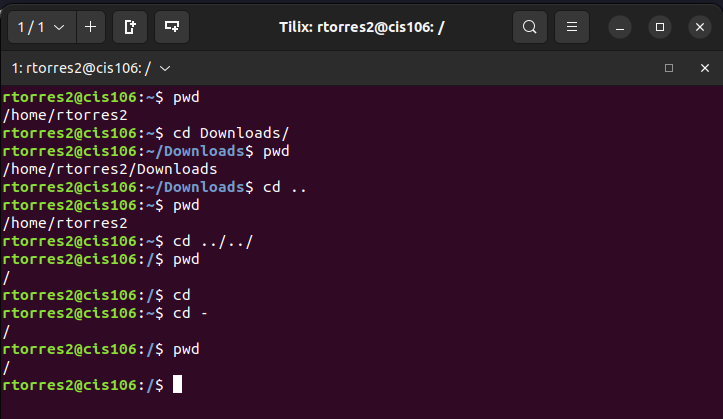 1 / 1
Tilix: rtorres2@cis106: /
1: rtorres2@cis106: /
rtorres2@cis106:~$ pwd
/home/rtorres2
rtorres2@cis106:~$ cd Downloads/
rtorres2@cis106:~/Downloads$ pwd
/home/rtorres2/Downloads
rtorres2@cis106:~/Downloads$ cd ..
rtorres2@cis106:~$ pwd
/home/rtorres2
rtorres2@cis106:~$ cd ../../
rtorres2@cis106:/$ pwd
/
rtorres2@cis106:/$ cd
rtorres2@cis106:~$ cd -
/
rtorres2@cis106:/$ pwd
/
rtorres2@cis106:/$